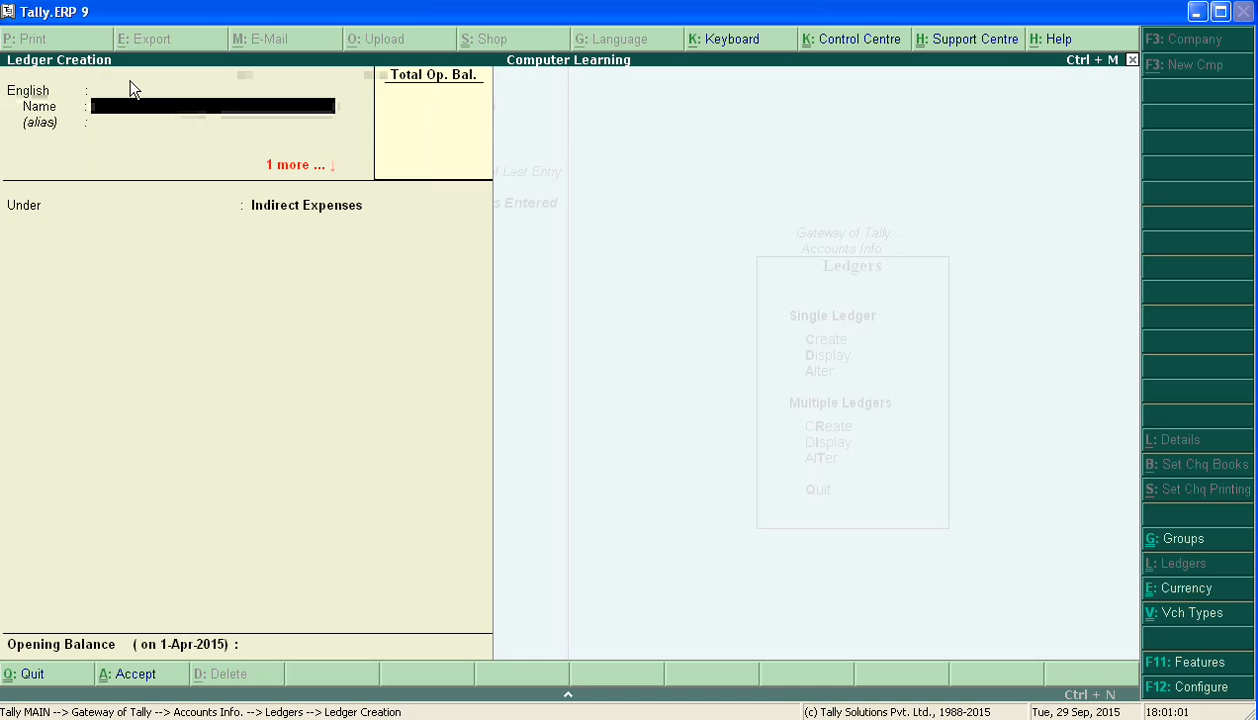 Tally.ERP 9
P: Print
E: Export
M: E-Mail
O: Upload
S: Shop
G: Language
K: Keyboard
K: Control Centre
H: Support Centre
H: Help
F3: Company
F3: New Cmp
Ledger Creation
Computer Learning
Ctrl + M
English :
Name :
(alias) :
1 more ... ↓
Total Op. Bal.
Under : Indirect Expenses
of Last Entry
s Entered
Gateway of Tally ....
Accounts Info. ....
Ledgers
Single Ledger
Create
Display
Alter
Multiple Ledgers
CReate
DIsplay
AlTer
Quit
L: Details
B: Set Chq Books
S: Set Chq Printing
G: Groups
L: Ledgers
E: Currency
V: Vch Types
F11: Features
F12: Configure
Opening Balance ( on 1-Apr-2015) :
Q: Quit
A: Accept
D: Delete
Ctrl + N
Tally MAIN --> Gateway of Tally --> Accounts Info. --> Ledgers --> Ledger Creation
(c) Tally Solutions Pvt. Ltd., 1988-2015
Tue, 29 Sep, 2015
18:01:01